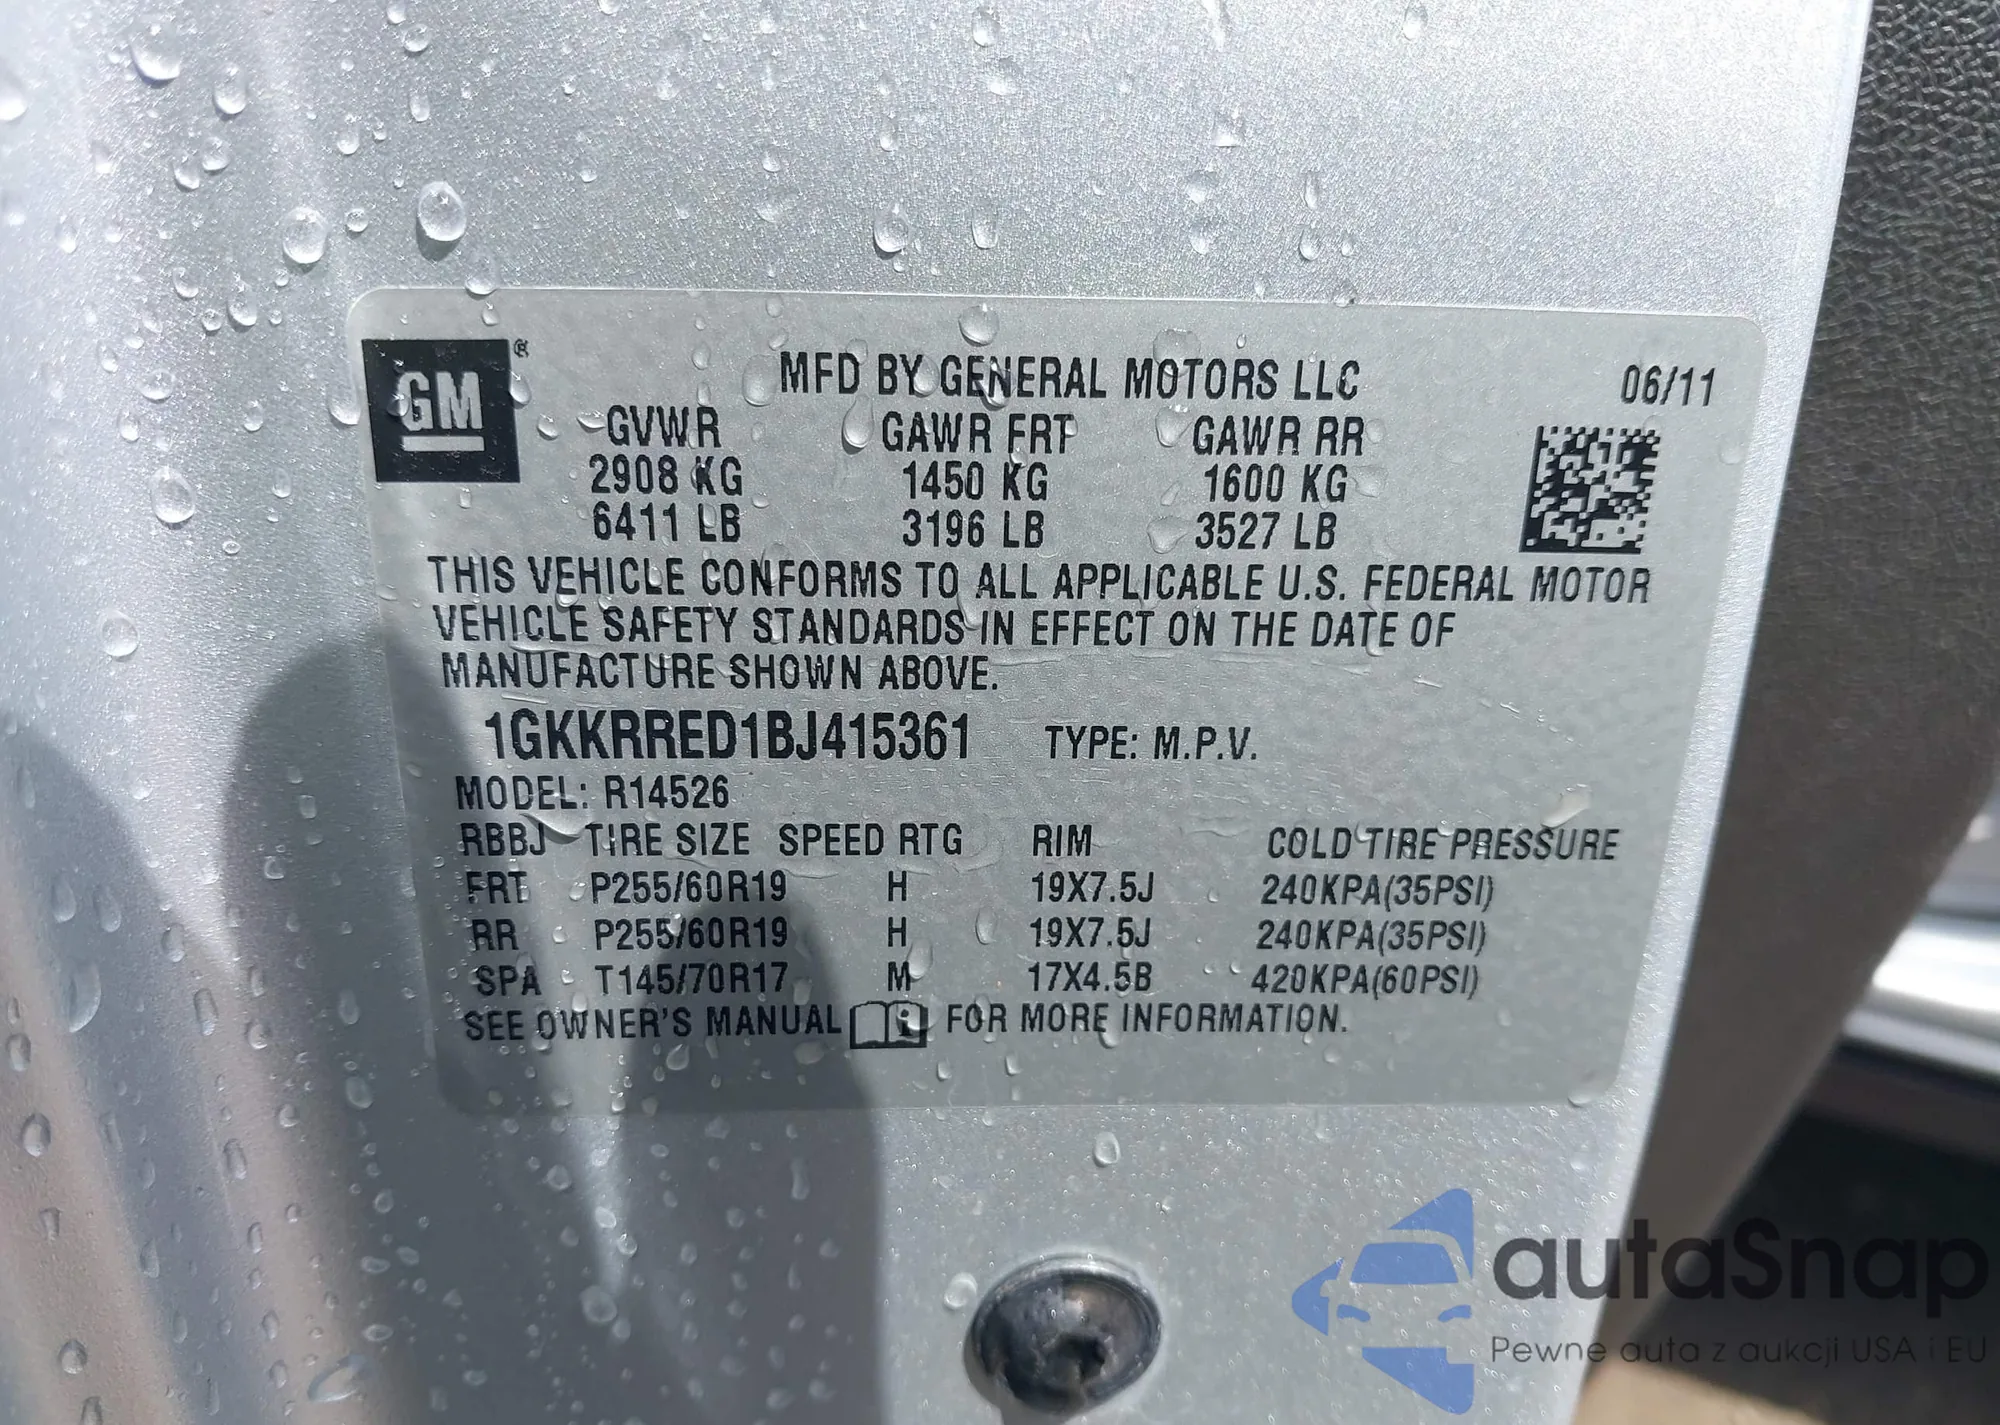 GM®
MFD BY GENERAL MOTORS LLC 06/11
GVWR GAWR FRT GAWR RR
2908 KG 1450 KG 1600 KG
6411 LB 3196 LB 3527 LB
THIS VEHICLE CONFORMS TO ALL APPLICABLE U.S. FEDERAL MOTOR
VEHICLE SAFETY STANDARDS IN EFFECT ON THE DATE OF
MANUFACTURE SHOWN ABOVE.
1GKKRRED1BJ415361 TYPE: M.P.V.
MODEL: R14526
RBBJ TIRE SIZE SPEED RTG RIM COLD TIRE PRESSURE
FRT P255/60R19 H 19X7.5J 240KPA(35PSI)
RR P255/60R19 H 19X7.5J 240KPA(35PSI)
SPA T145/70R17 M 17X4.5B 420KPA(60PSI)
SEE OWNER'S MANUAL FOR MORE INFORMATION.
autaSnap
Pewne auta z aukcji USA i EU